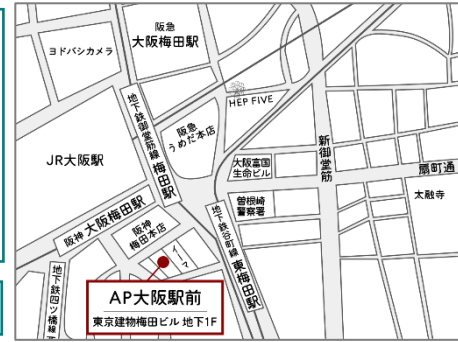 阪急
大阪梅田駅
ヨドバシカメラ
地下鉄御堂筋線 梅田駅
HEP FIVE
阪急
うめだ本店
新御堂筋
JR大阪駅
大阪富国
生命ビル
扇町通
太融寺
曽根崎
警察署
阪神 大阪梅田駅
阪神
梅田本店
地下鉄谷町線 東梅田駅
イーマ
地下鉄四ツ橋線
AP大阪駅前
東京建物梅田ビル 地下1F